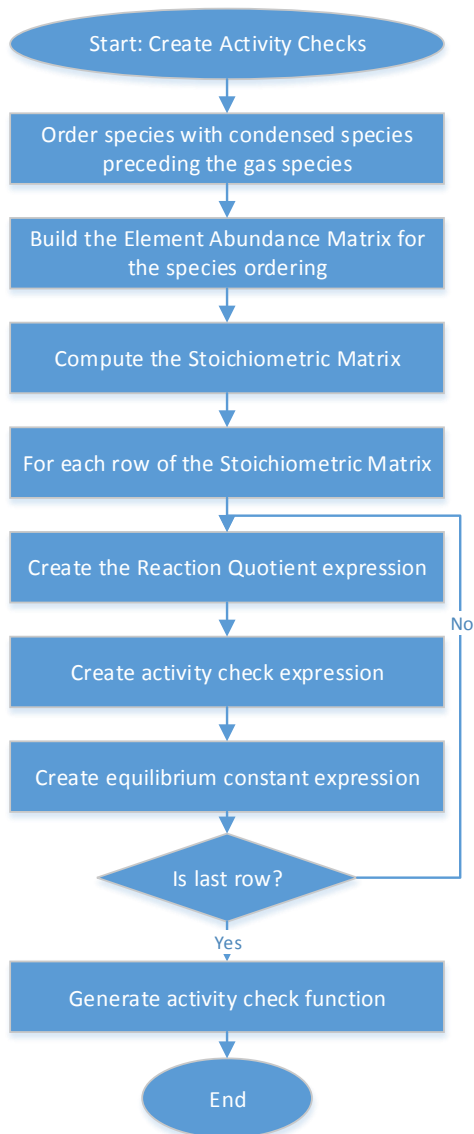 Start: Create Activity Checks
Order species with condensed species
preceding the gas species
Build the Element Abundance Matrix for
the species ordering
Compute the Stoichiometric Matrix
For each row of the Stoichiometric Matrix
Create the Reaction Quotient expression
No
Create activity check expression
Create equilibrium constant expression
Is last row?
Yes
Generate activity check function
End